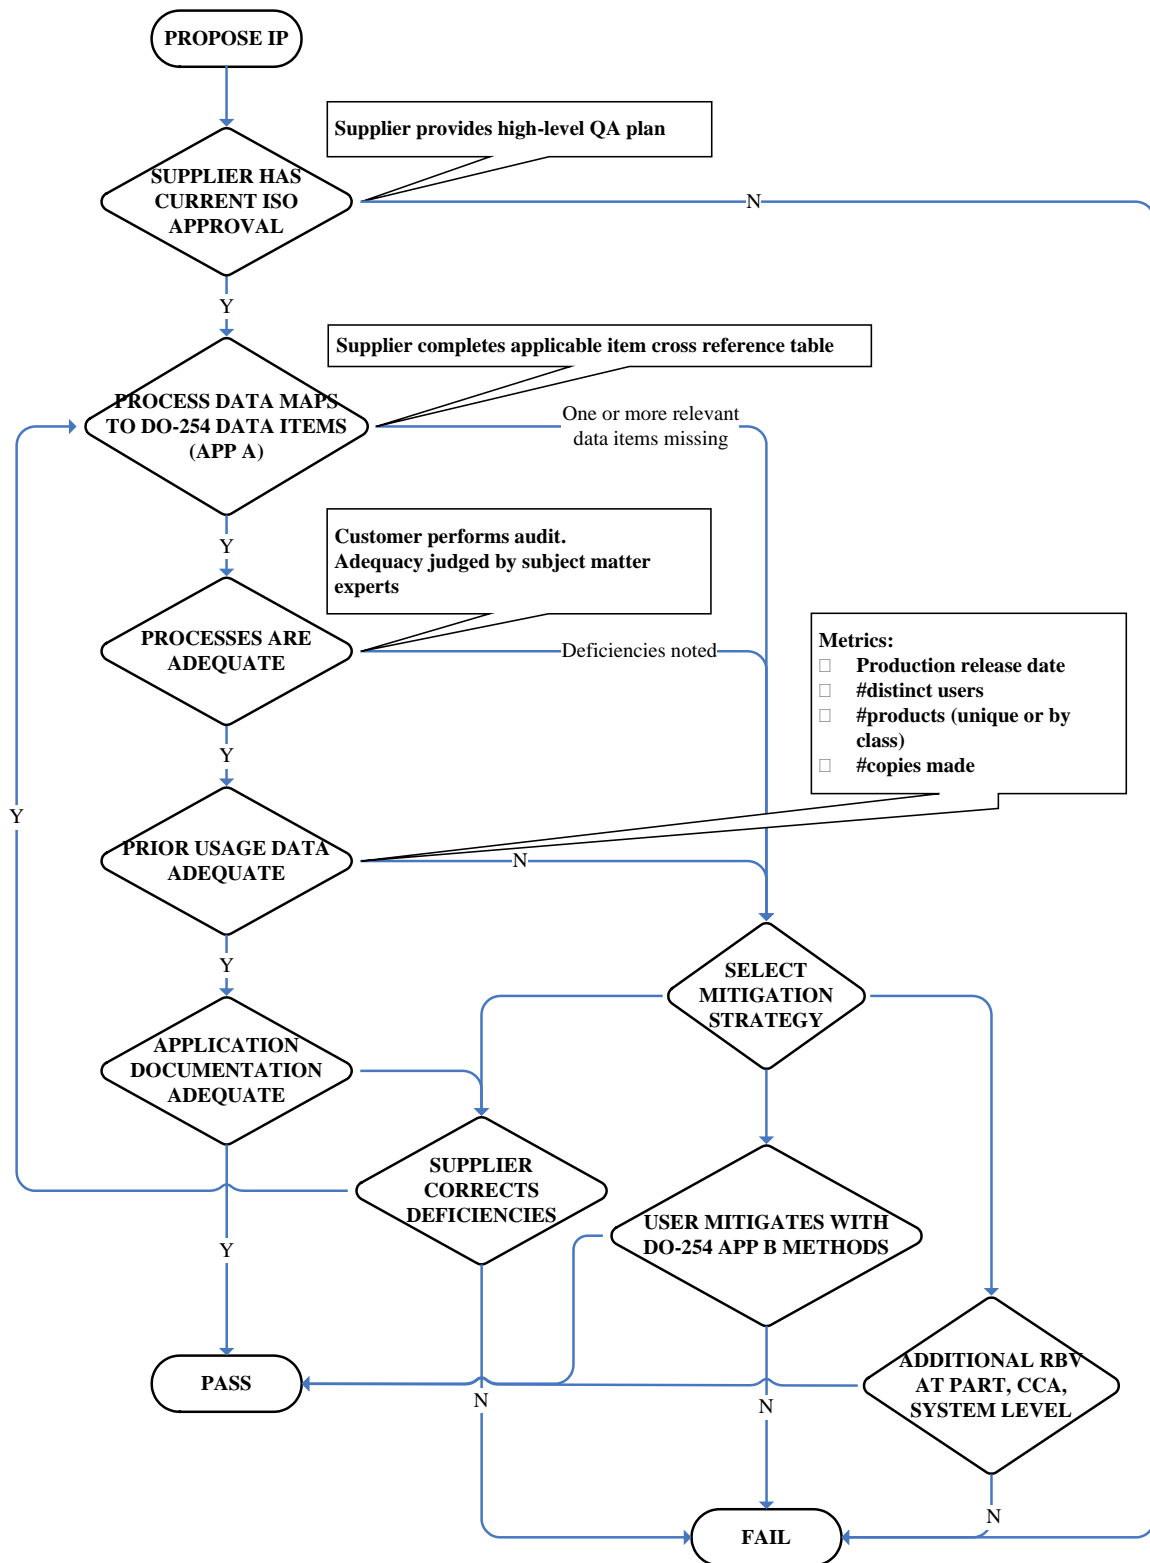 PROPOSE IP
Supplier provides high-level QA plan
SUPPLIER HAS
CURRENT ISO
APPROVAL
N
Y
Supplier completes applicable item cross reference table
PROCESS DATA MAPS
TO DO-254 DATA ITEMS
(APP A)
One or more relevant
data items missing
Y
Customer performs audit.
Adequacy judged by subject matter
experts
PROCESSES ARE
ADEQUATE
Deficiencies noted
Metrics:
Production release date
#distinct users
#products (unique or by
class)
#copies made
Y
Y
PRIOR USAGE DATA
ADEQUATE
N
Y
SELECT
MITIGATION
STRATEGY
APPLICATION
DOCUMENTATION
ADEQUATE
SUPPLIER
CORRECTS
DEFICIENCIES
USER MITIGATES WITH
DO-254 APP B METHODS
Y
ADDITIONAL RBV
AT PART, CCA,
SYSTEM LEVEL
PASS
N
N
N
FAIL